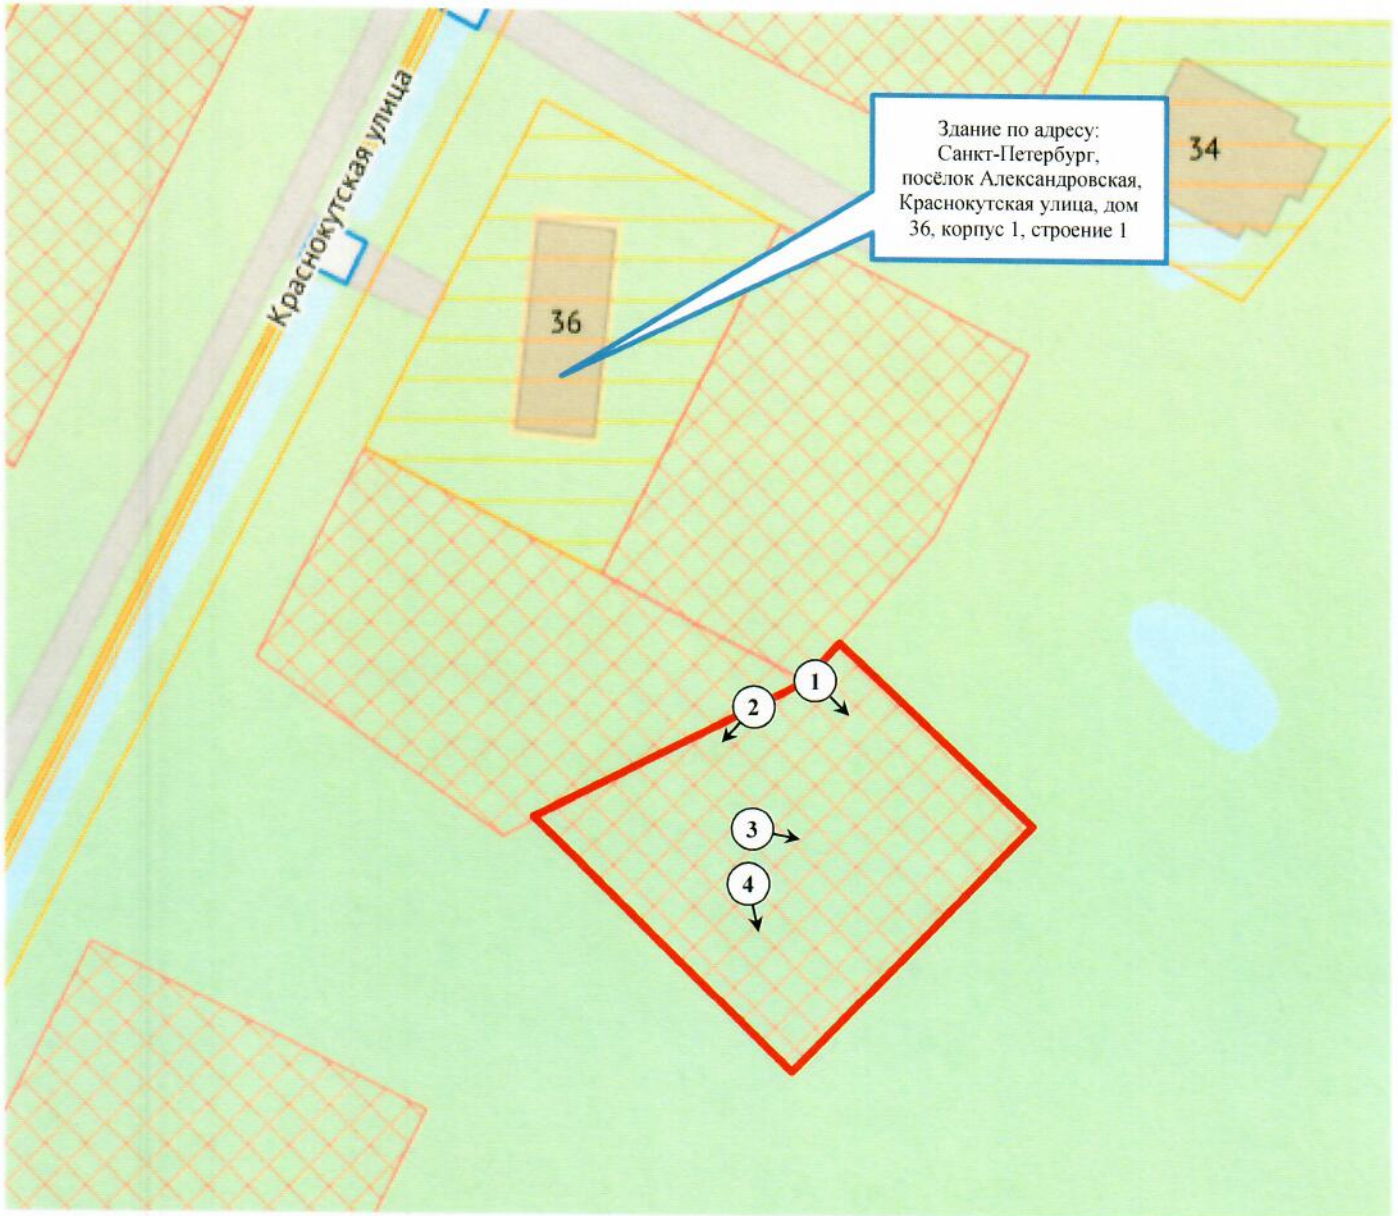 Краснокутская улица
Здание по адресу:
Санкт-Петербург,
посёлок Александровская,
Краснокутская улица, дом
36, корпус 1, строение 1
34
36
1
2
3
4